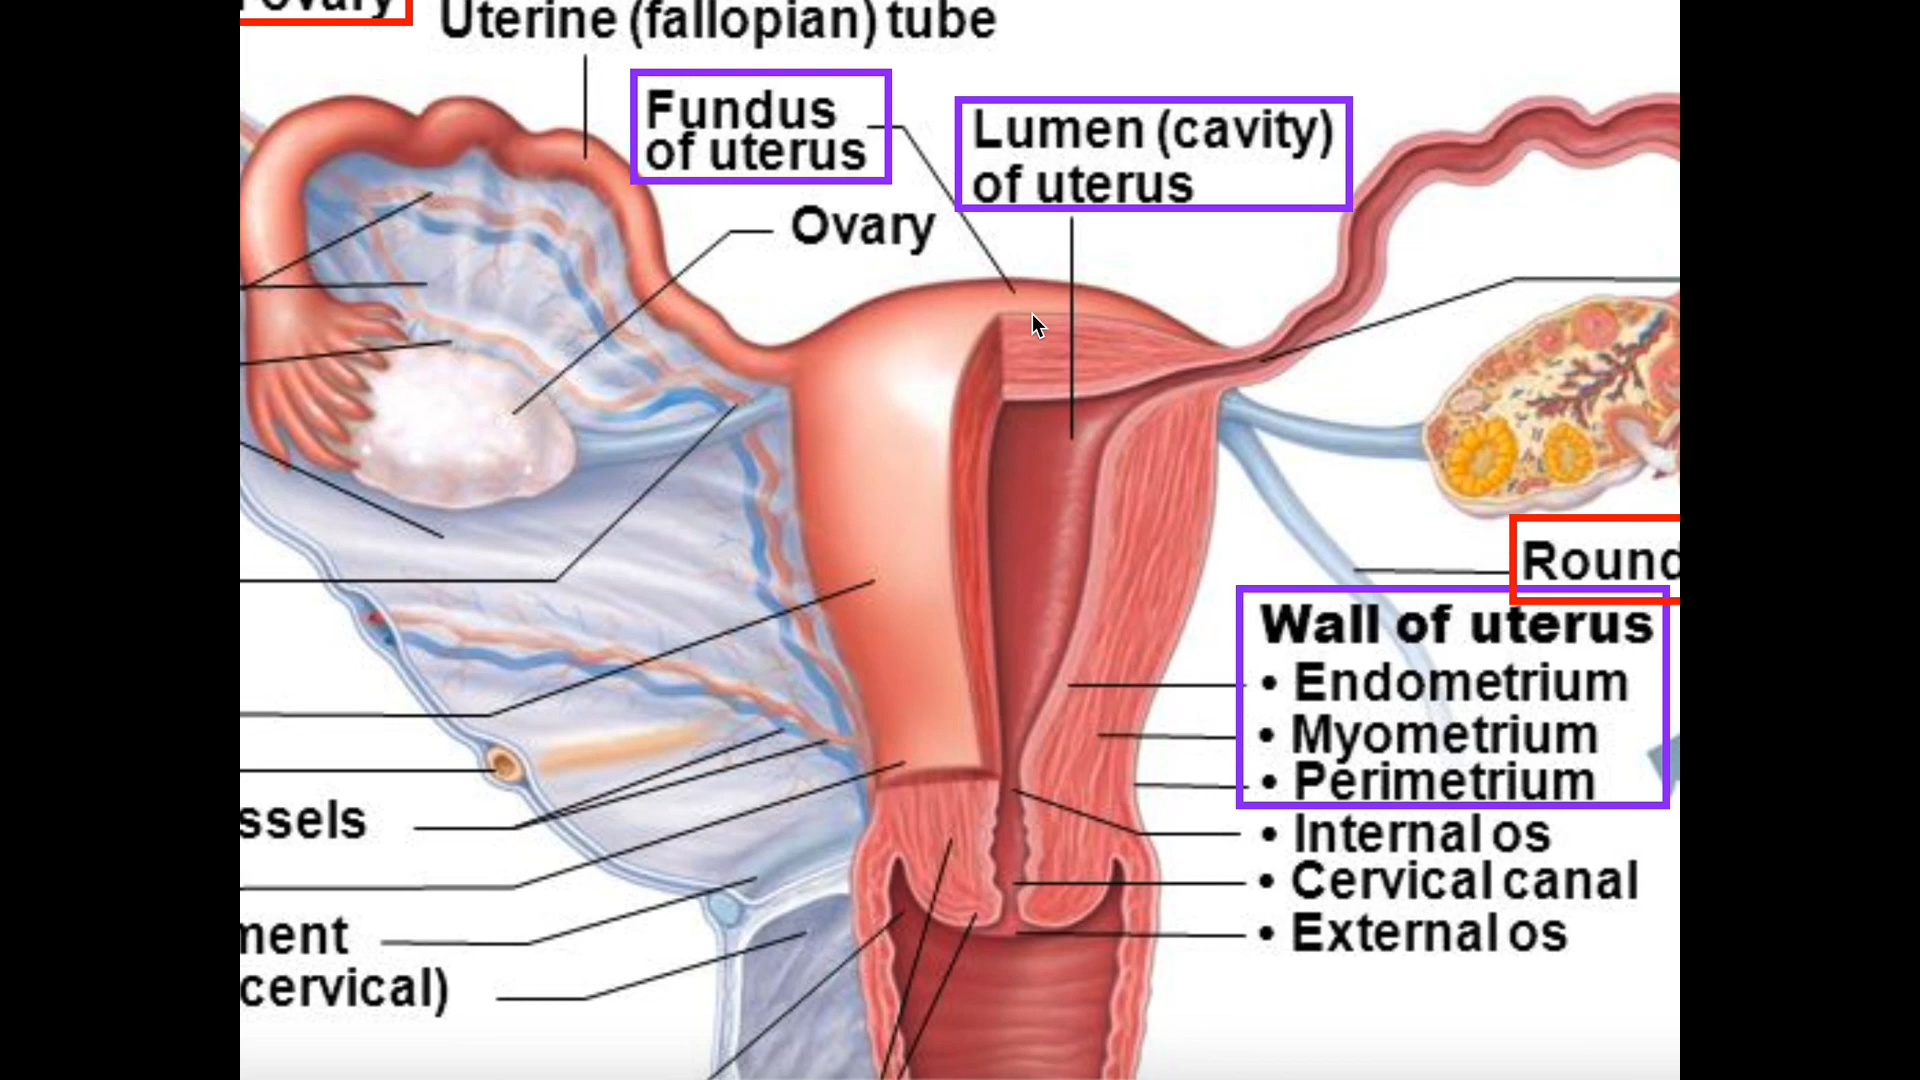 ovary
Uterine (fallopian) tube
Fundus
of uterus
Lumen (cavity)
of uterus
Ovary
Round
Wall of uterus
• Endometrium
• Myometrium
• Perimetrium
• Internal os
• Cervical canal
• External os
ssels
ment
cervical)